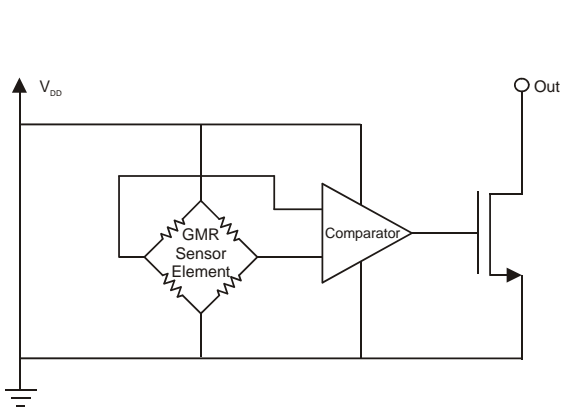 V_DD
Out
GMR
Sensor
Element
Comparator